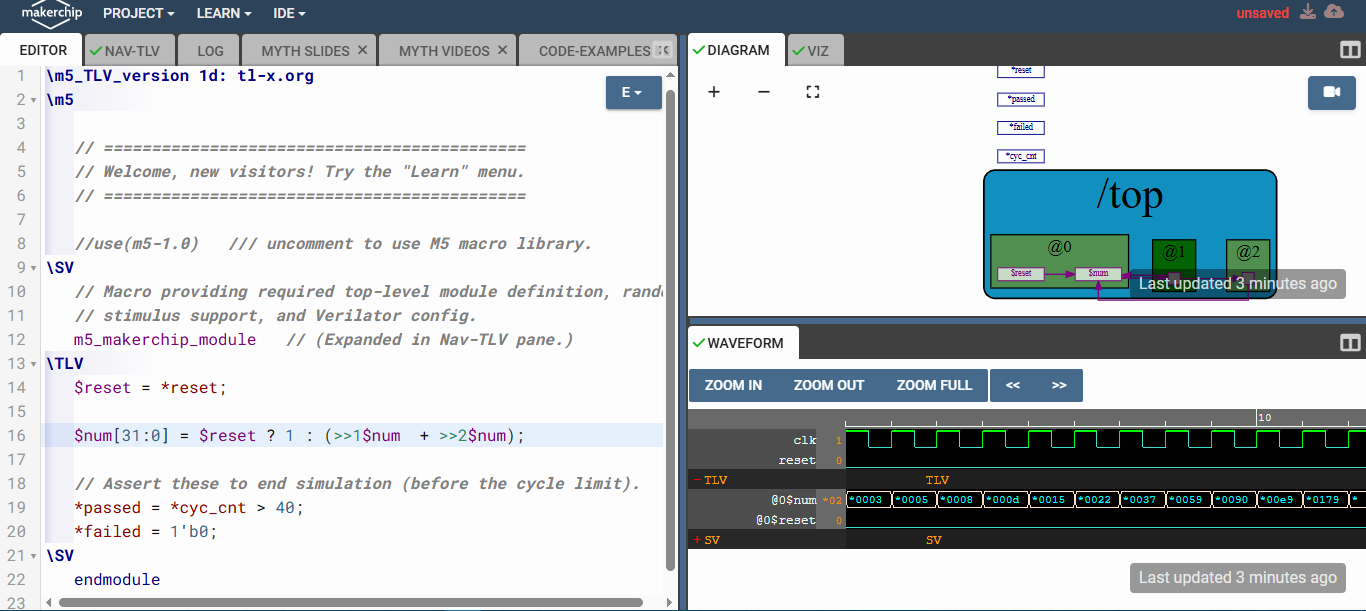 makerchip PROJECT LEARN IDE unsaved
EDITOR NAV-TLV LOG MYTH SLIDES MYTH VIDEOS CODE-EXAMPLES
1 \m5_TLV_version 1d: tl-x.org
2 \m5
3
4 // ==========================================
5 // Welcome, new visitors! Try the "Learn" menu.
6 // ==========================================
7
8 //use(m5-1.0)   /// uncomment to use M5 macro library.
9 \SV
10 // Macro providing required top-level module definition, rand
11 // stimulus support, and Verilator config.
12 m5_makerchip_module   // (Expanded in Nav-TLV pane.)
13 \TLV
14 $reset = *reset;
15
16 $num[31:0] = $reset ? 1 : (>>1$num  + >>2$num);
17
18 // Assert these to end simulation (before the cycle limit).
19 *passed = *cyc_cnt > 40;
20 *failed = 1'b0;
21 \SV
22 endmodule
23
E
DIAGRAM VIZ
*reset
*passed
*failed
*cyc_cnt
/top
@0 @1 @2
$reset $num
Last updated 3 minutes ago
WAVEFORM
ZOOM IN ZOOM OUT ZOOM FULL << >>
10
clk 1
reset 0
- TLV TLV
@0$num *02 *0003 *0005 *0008 *000d *0015 *0022 *0037 *0059 *0090 *00e9 *0179 *
@0$reset 0
+ SV SV
Last updated 3 minutes ago